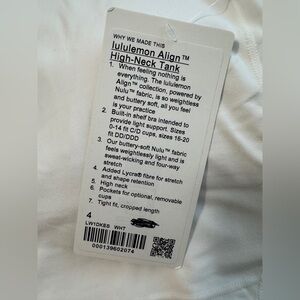 WHY WE MADE THIS
lululemon Align™
High-Neck Tank
1. When feeling nothing is
everything. The lululemon
Align™ collection, powered by
Nulu™ fabric, is so weightless
and buttery soft, all you feel
is your practice
2. Built-in shelf bra intended to
provide light support. Sizes
0-14 fit C/D cups, sizes 16-20
fit DD/DDD
3. Our buttery-soft Nulu™ fabric
feels weightlessly light and is
sweat-wicking and four-way
stretch
4. Added Lycra® fibre for stretch
and shape retention
5. High neck
6. Pockets for optional, removable
cups
7. Tight fit, cropped length
4
LW1DKES WHT
000139602074